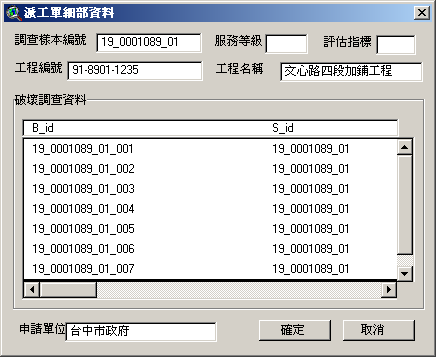 派工單細部資料
調查樣本編號 19_0001089_01 服務等級 評估指標
工程編號 91-8901-1235 工程名稱 文心路四段加鋪工程
破壞調查資料
B_id S_id
19_0001089_01_001 19_0001089_01
19_0001089_01_002 19_0001089_01
19_0001089_01_003 19_0001089_01
19_0001089_01_004 19_0001089_01
19_0001089_01_005 19_0001089_01
19_0001089_01_006 19_0001089_01
19_0001089_01_007 19_0001089_01
申請單位 台中市政府 確定 取消